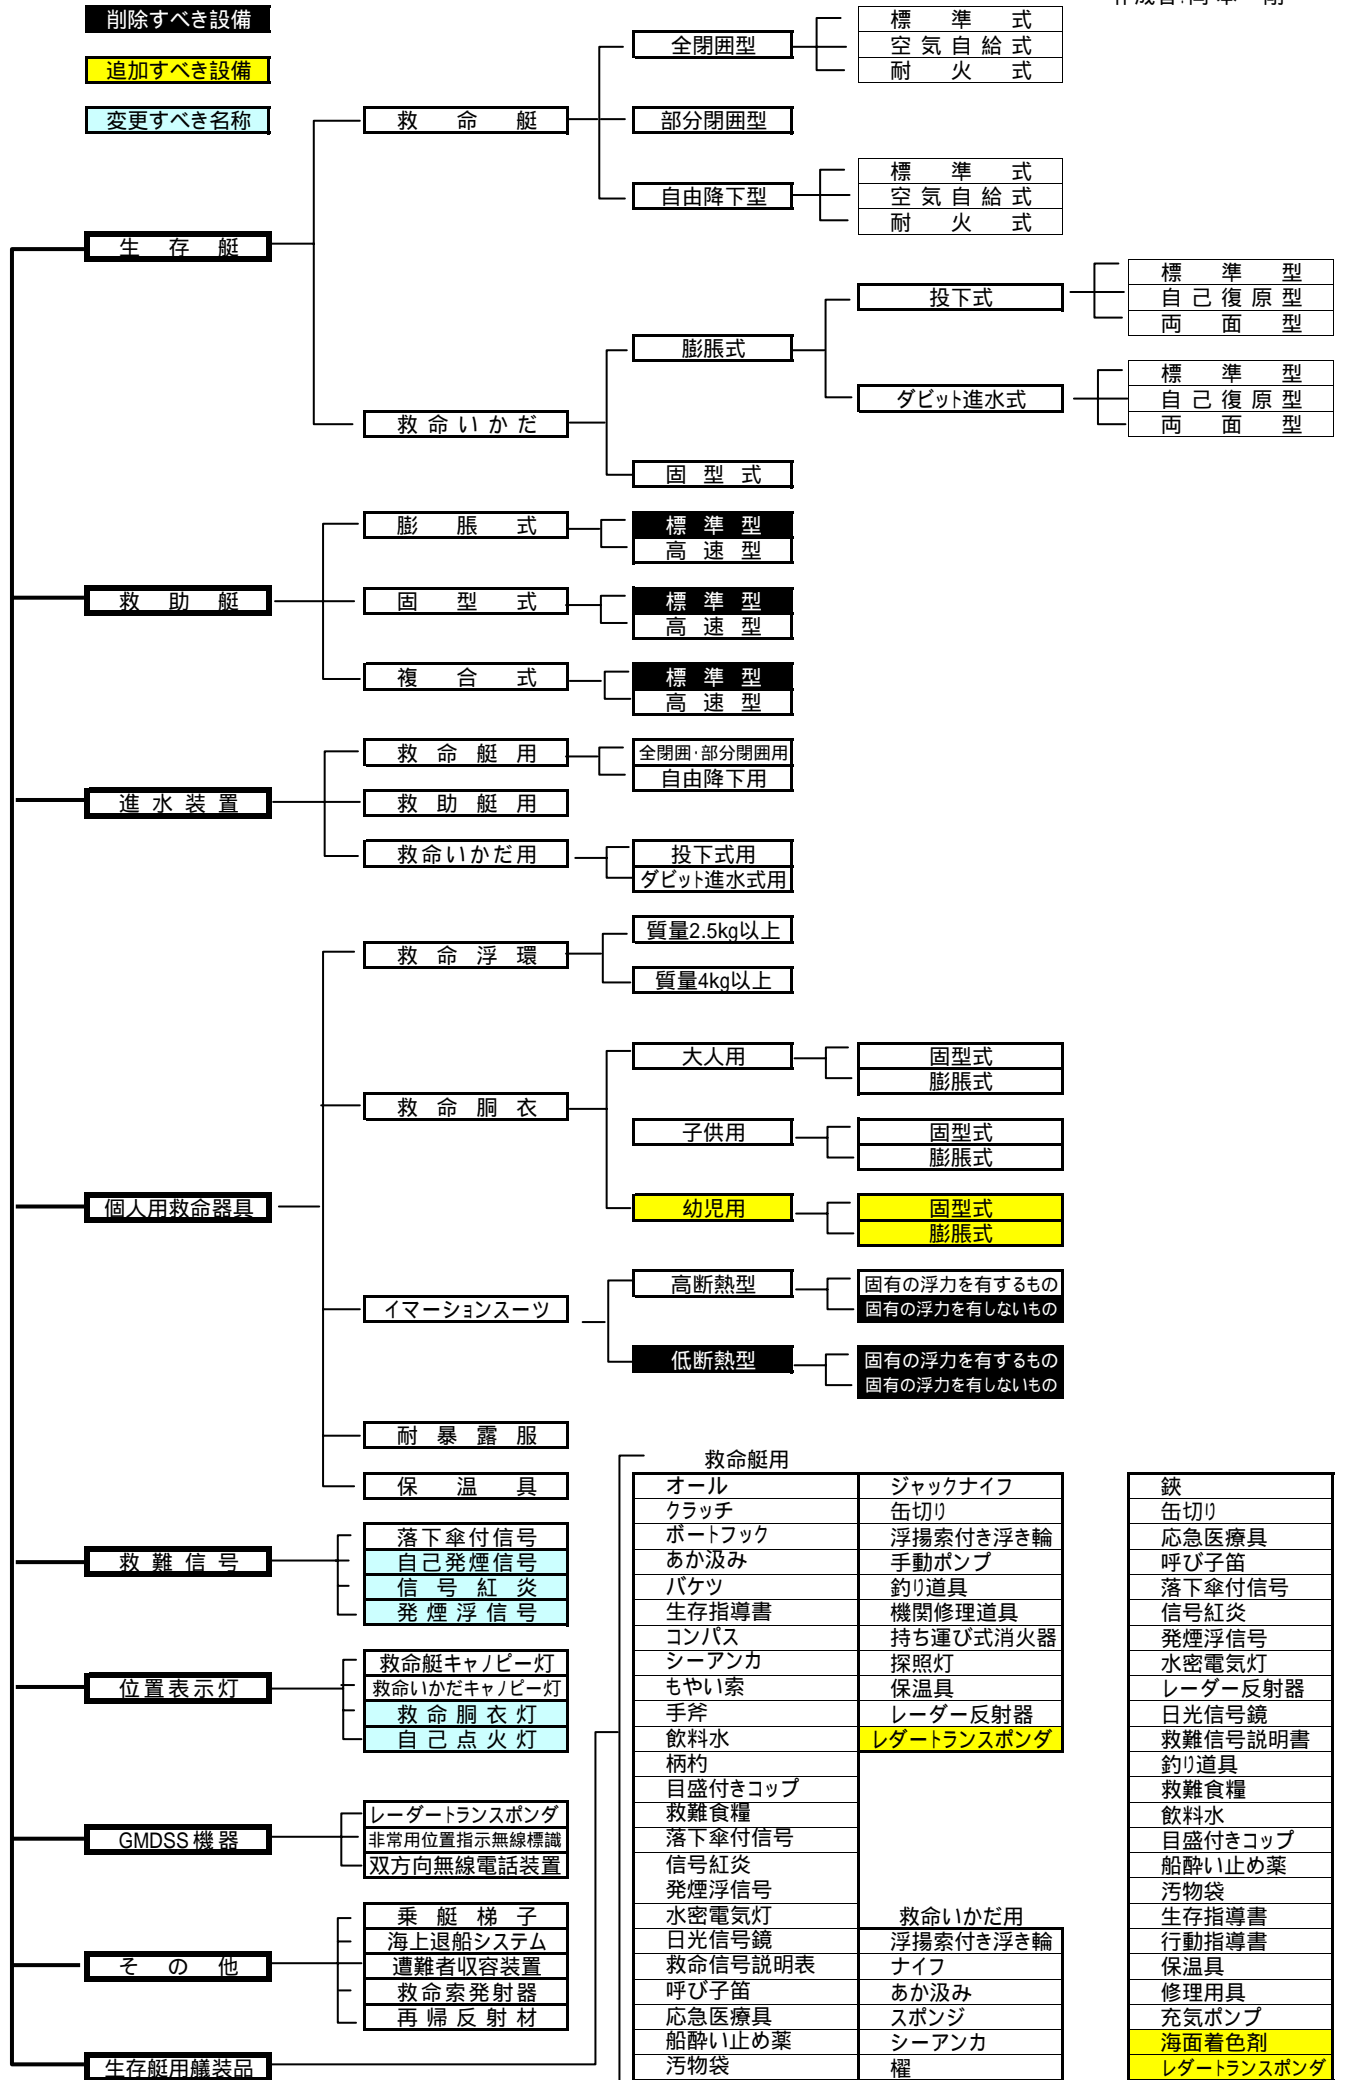 削除すべき設備
追加すべき設備
変更すべき名称
生存艇
救命艇
全閉囲型
標準式
空気自給式
耐火式
部分閉囲型
自由降下型
標準式
空気自給式
耐火式
救命いかだ
膨脹式
投下式
標準型
自己復原型
両面型
ダビット進水式
標準型
自己復原型
両面型
固型式
救助艇
膨脹式
標準型
高速型
固型式
標準型
高速型
複合式
標準型
高速型
進水装置
救命艇用
全閉囲・部分閉囲用
自由降下用
救助艇用
救命いかだ用
投下式用
ダビット進水式用
個人用救命器具
救命浮環
質量2.5kg以上
質量4kg以上
救命胴衣
大人用
固型式
膨脹式
子供用
固型式
膨脹式
幼児用
固型式
膨脹式
イマーションスーツ
高断熱型
固有の浮力を有するもの
固有の浮力を有しないもの
低断熱型
固有の浮力を有するもの
固有の浮力を有しないもの
耐暴露服
保温具
救難信号
落下傘付信号
自己発煙信号
信号紅炎
発煙浮信号
位置表示灯
救命艇キャノピー灯
救命いかだキャノピー灯
救命胴衣灯
自己点火灯
GMDSS機器
レーダートランスポンダ
非常用位置指示無線標識
双方向無線電話装置
その他
乗艇梯子
海上退船システム
遭難者収容装置
救命索発射器
再帰反射材
生存艇用艤装品
救命艇用
オール
クラッチ
ボートフック
あか汲み
バケツ
生存指導書
コンパス
シーアンカ
もやい索
手斧
飲料水
柄杓
目盛付きコップ
救難食糧
落下傘付信号
信号紅炎
発煙浮信号
水密電気灯
日光信号鏡
救命信号説明表
呼び子笛
応急医療具
船酔い止め薬
汚物袋
ジャックナイフ
缶切り
浮揚索付き浮き輪
手動ポンプ
釣り道具
機関修理道具
持ち運び式消火器
探照灯
保温具
レーダー反射器
レダートランスポンダ
救命いかだ用
浮揚索付き浮き輪
ナイフ
あか汲み
スポンジ
シーアンカ
櫂
鋏
缶切り
応急医療具
呼び子笛
落下傘付信号
信号紅炎
発煙浮信号
水密電気灯
レーダー反射器
日光信号鏡
救難信号説明書
釣り道具
救難食糧
飲料水
目盛付きコップ
船酔い止め薬
汚物袋
生存指導書
行動指導書
保温具
修理用具
充気ポンプ
海面着色剤
レダートランスポンダ